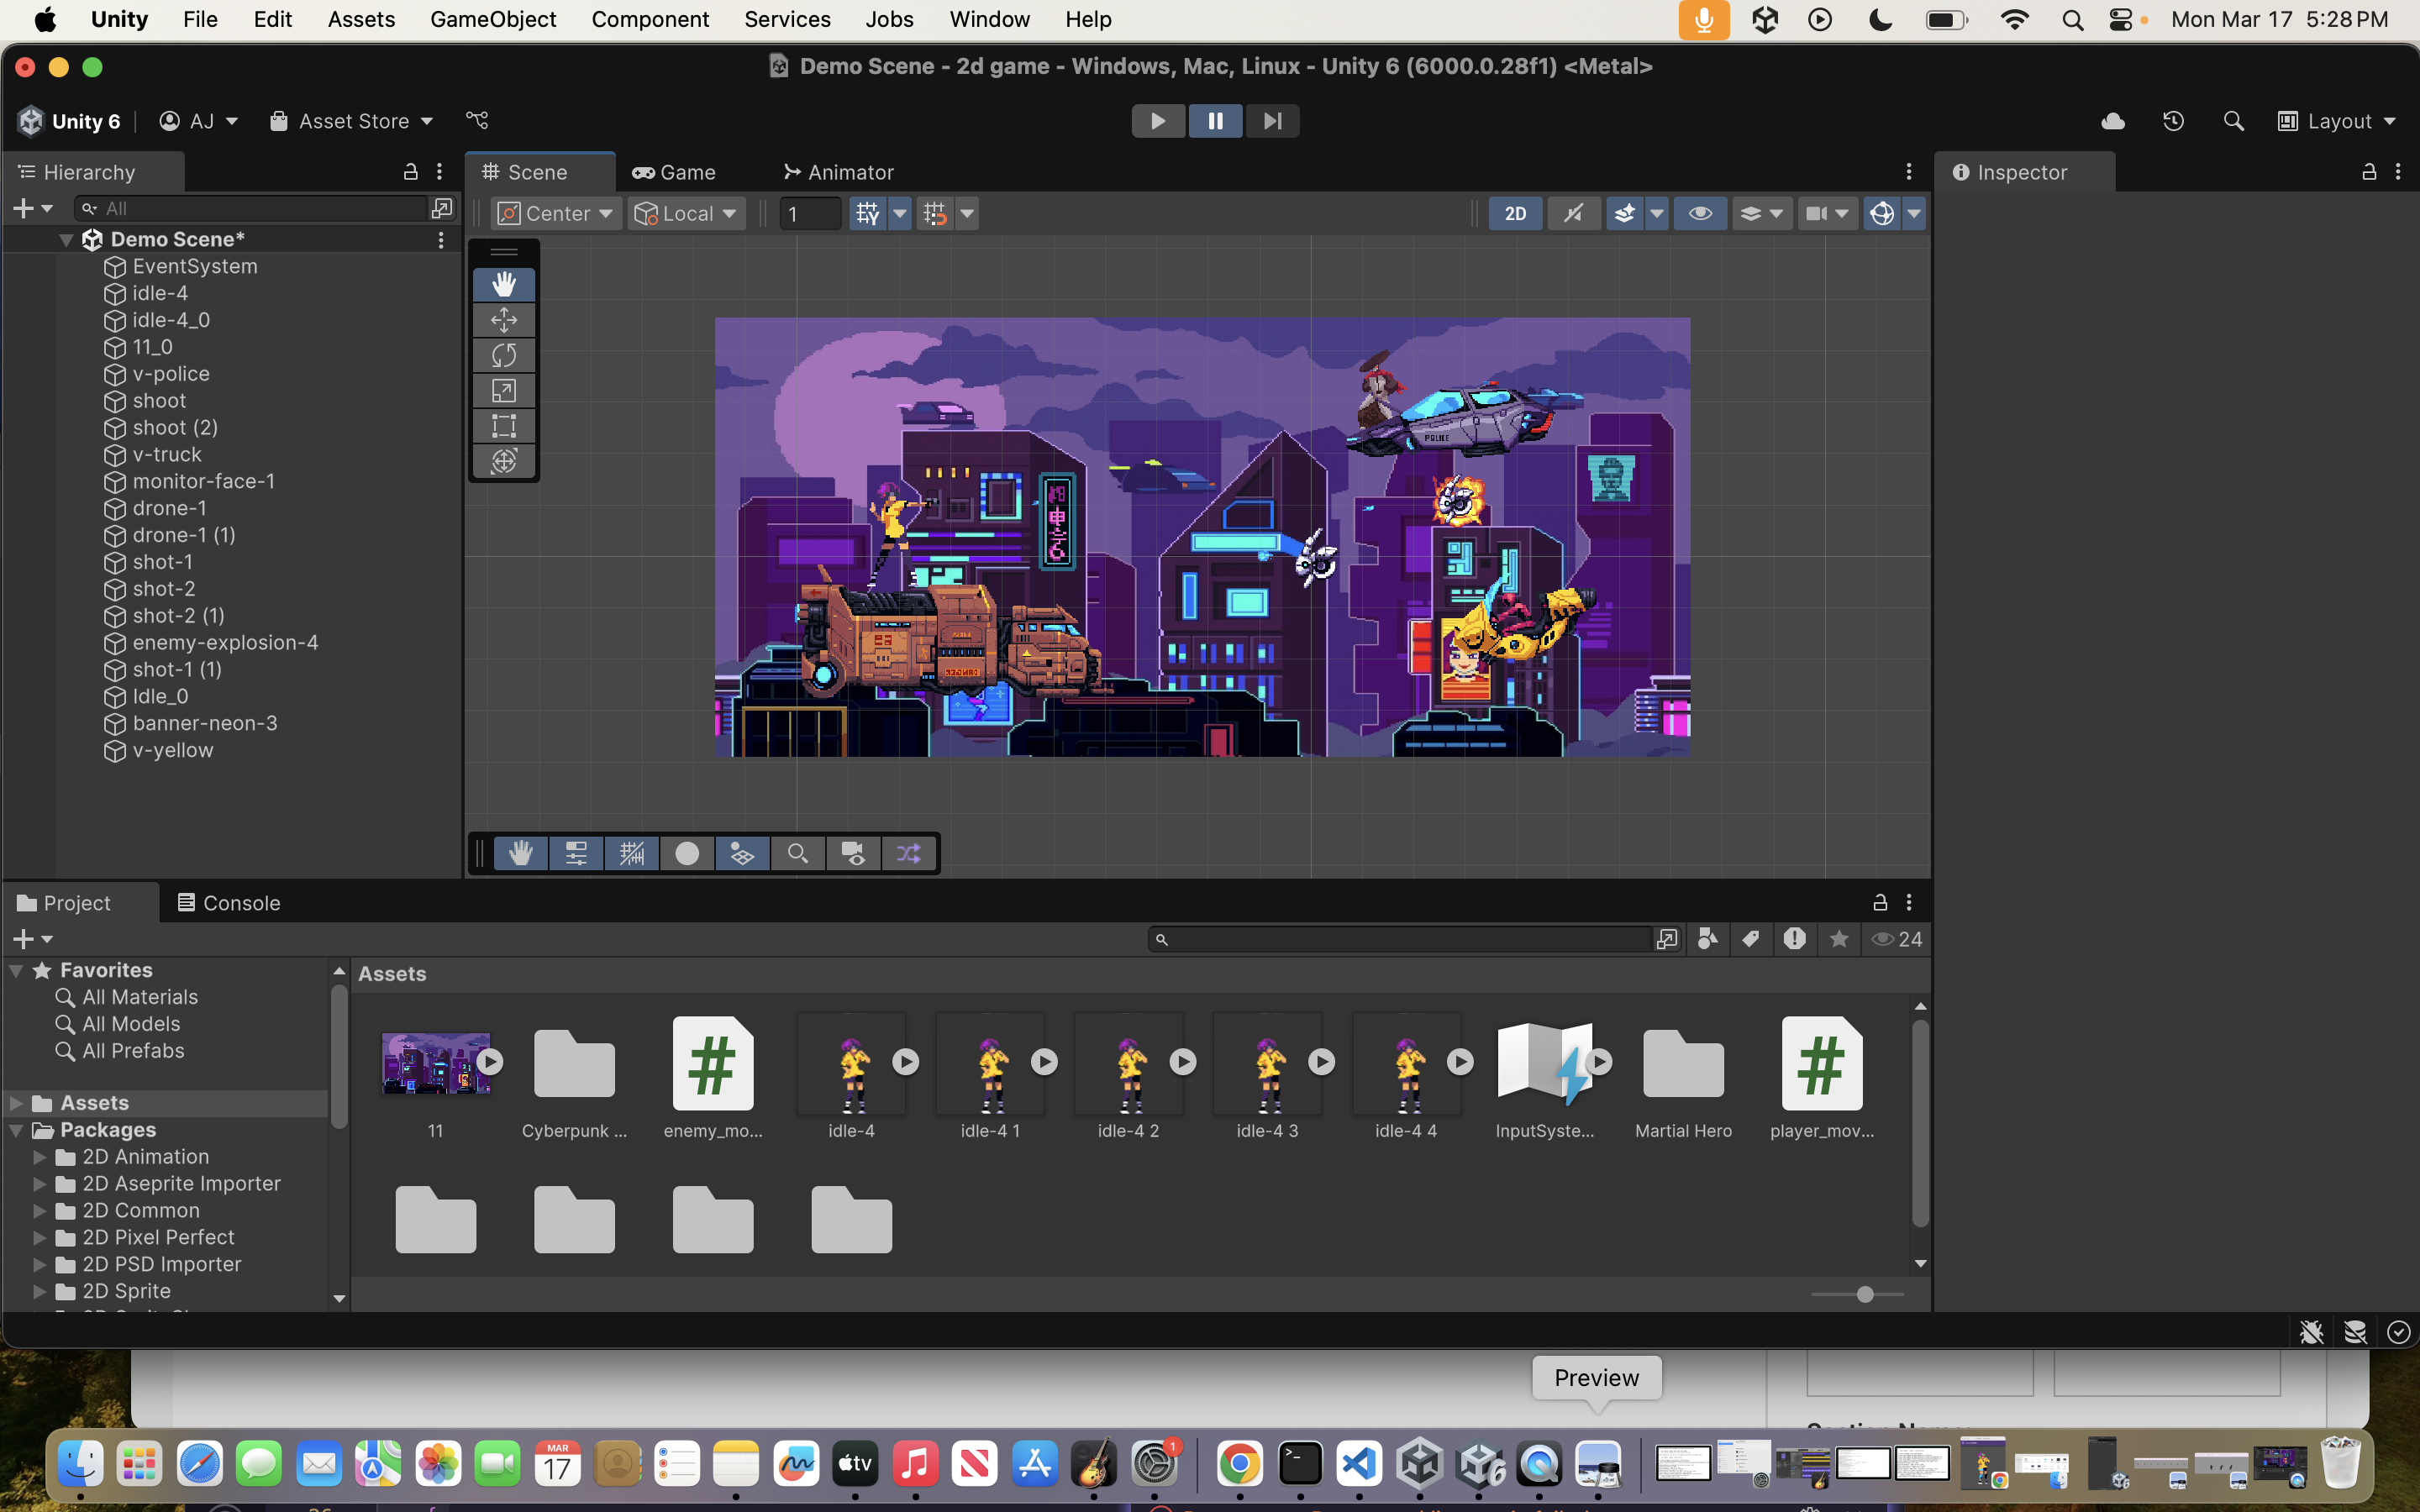 Unity File Edit Assets GameObject Component Services Jobs Window Help
Mon Mar 17 5:28 PM
Demo Scene - 2d game - Windows, Mac, Linux - Unity 6 (6000.0.28f1) <Metal>
Unity 6
AJ
Asset Store
Layout
Hierarchy
Scene
Game
Animator
Inspector
All
Center
Local
1
2D
Demo Scene*
EventSystem
idle-4
idle-4_0
11_0
v-police
shoot
shoot (2)
v-truck
monitor-face-1
drone-1
drone-1 (1)
shot-1
shot-2
shot-2 (1)
enemy-explosion-4
shot-1 (1)
Idle_0
banner-neon-3
v-yellow
POLICE
Project
Console
24
Favorites
All Materials
All Models
All Prefabs
Assets
Packages
2D Animation
2D Aseprite Importer
2D Common
2D Pixel Perfect
2D PSD Importer
2D Sprite
Assets
11
Cyberpunk ...
enemy_mo...
idle-4
idle-4 1
idle-4 2
idle-4 3
idle-4 4
InputSyste...
Martial Hero
player_mov...
Preview
MAR
17
tv
1
6